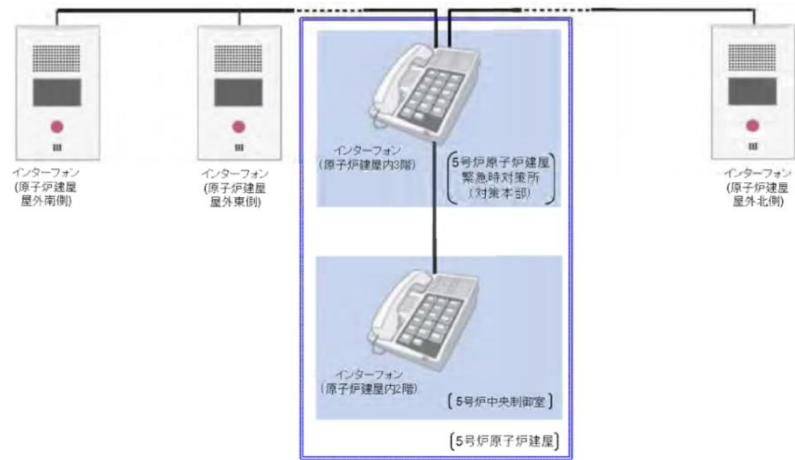 インターフォン
(原子炉建屋
屋外南側)
インターフォン
(原子炉建屋
屋外東側)
インターフォン
(原子炉建屋内3階)
5号炉原子炉建屋
緊急時対策所
(対策本部)
インターフォン
(原子炉建屋
屋外北側)
インターフォン
(原子炉建屋内2階)
〔5号炉中央制御室〕
〔5号炉原子炉建屋〕